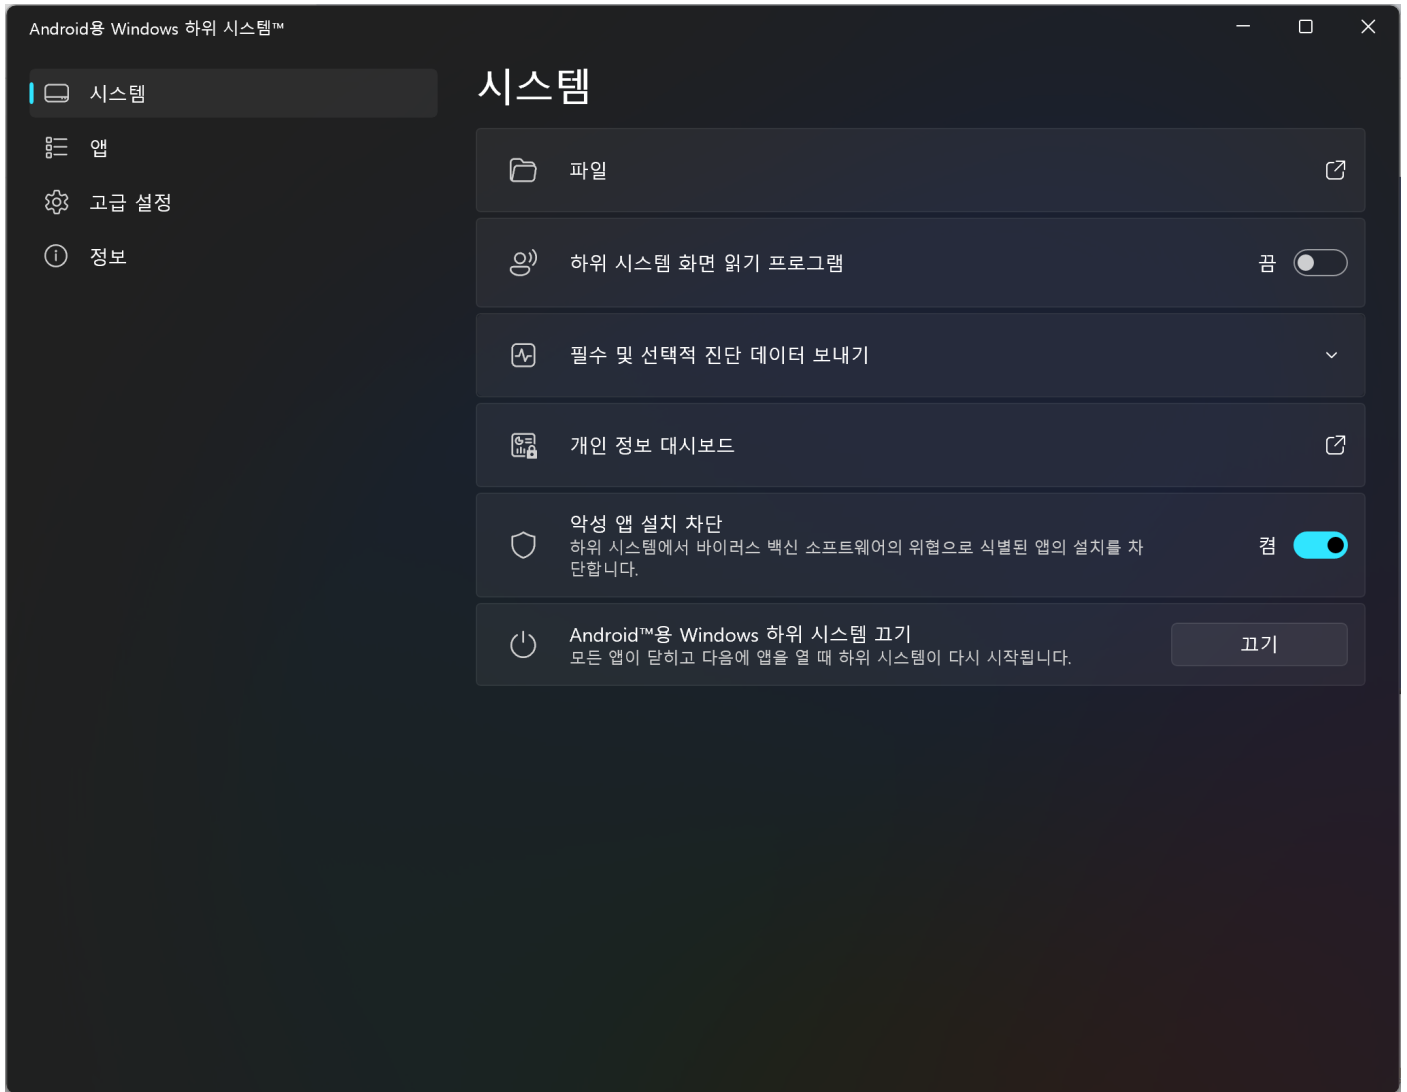 Android용 Windows 하위 시스템™
시스템
앱
고급 설정
정보
시스템
파일
하위 시스템 화면 읽기 프로그램
끔
필수 및 선택적 진단 데이터 보내기
개인 정보 대시보드
악성 앱 설치 차단
하위 시스템에서 바이러스 백신 소프트웨어의 위협으로 식별된 앱의 설치를 차
단합니다.
켬
Android™용 Windows 하위 시스템 끄기
모든 앱이 닫히고 다음에 앱을 열 때 하위 시스템이 다시 시작됩니다.
끄기